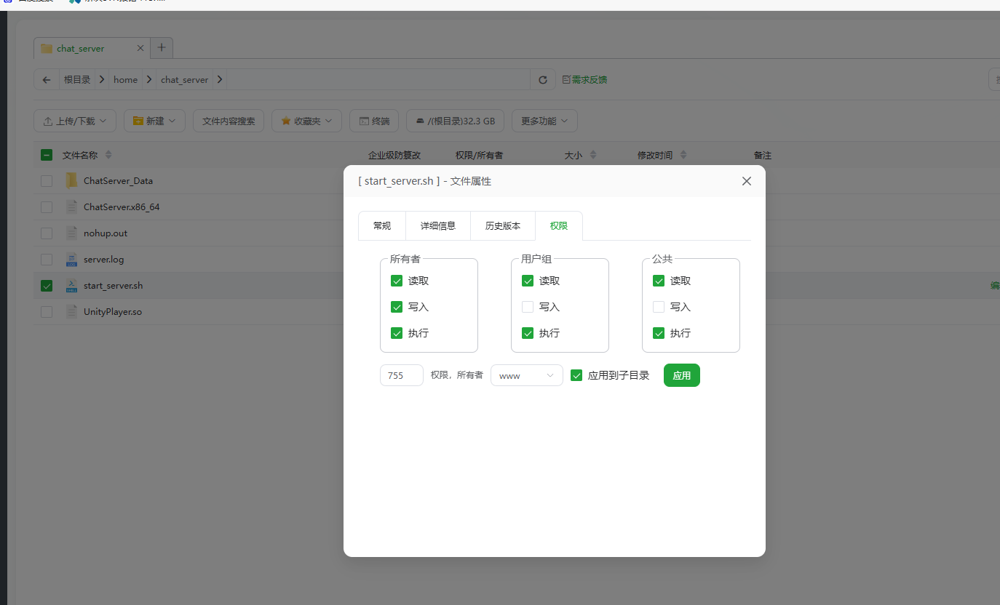 chat_server
根目录 home chat_server 需求反馈
上传/下载 新建 文件内容搜索 收藏夹 终端 /(根目录)32.3 GB 更多功能
文件名称 企业级防篡改 权限/所有者 大小 修改时间 备注
ChatServer_Data
ChatServer.x86_64
nohup.out
server.log
start_server.sh
UnityPlayer.so
[ start_server.sh ] - 文件属性
常规 详细信息 历史版本 权限
所有者 用户组 公共
读取 读取 读取
写入 写入 写入
执行 执行 执行
755 权限，所有者 www 应用到子目录 应用